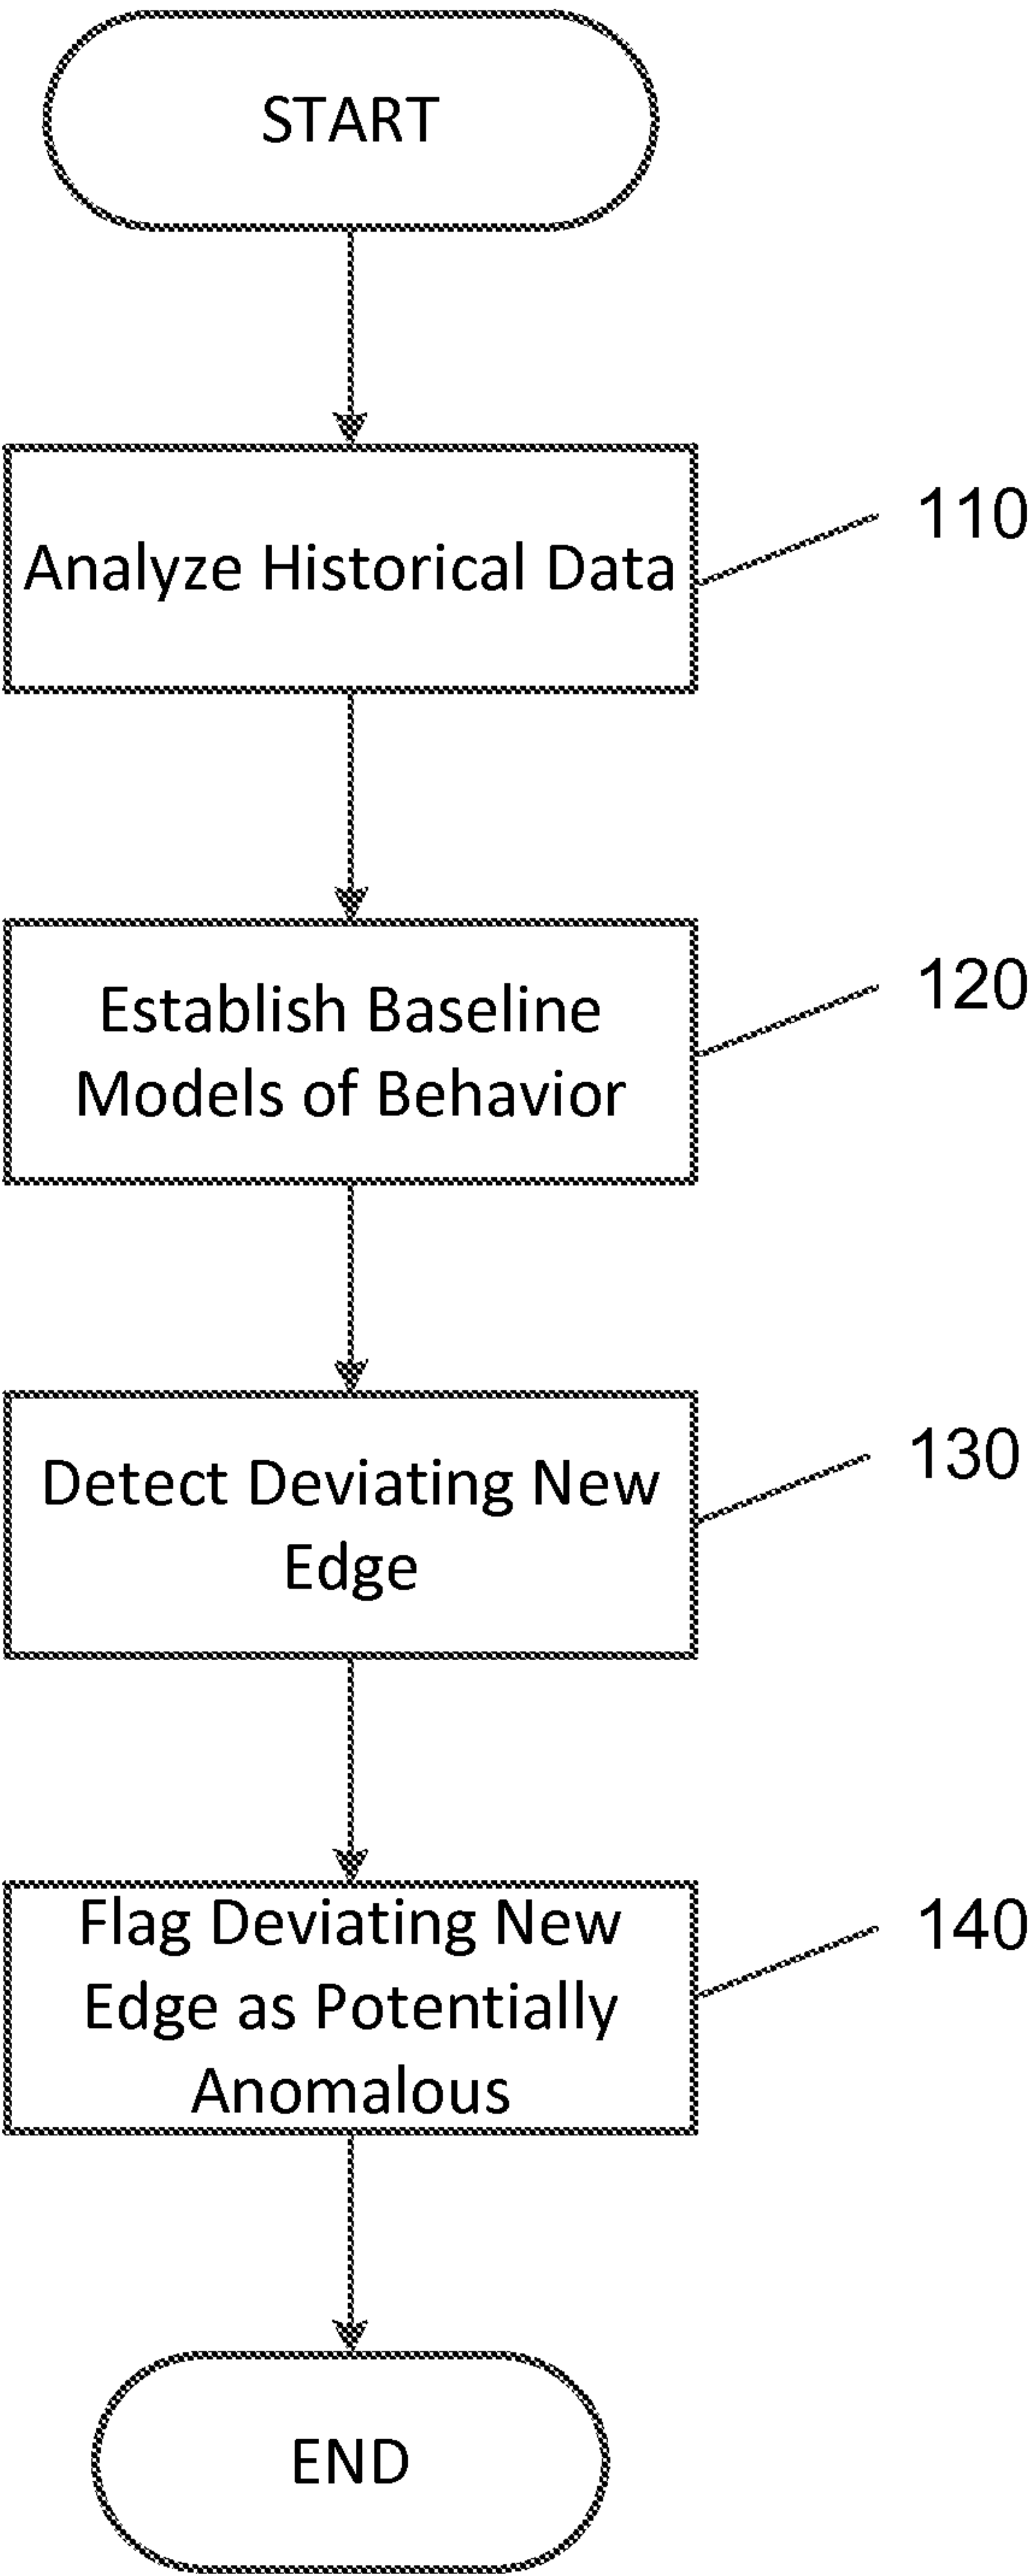 START
Analyze Historical Data
110
Establish Baseline
Models of Behavior
120
Detect Deviating New
Edge
130
Flag Deviating New
Edge as Potentially
Anomalous
140
END